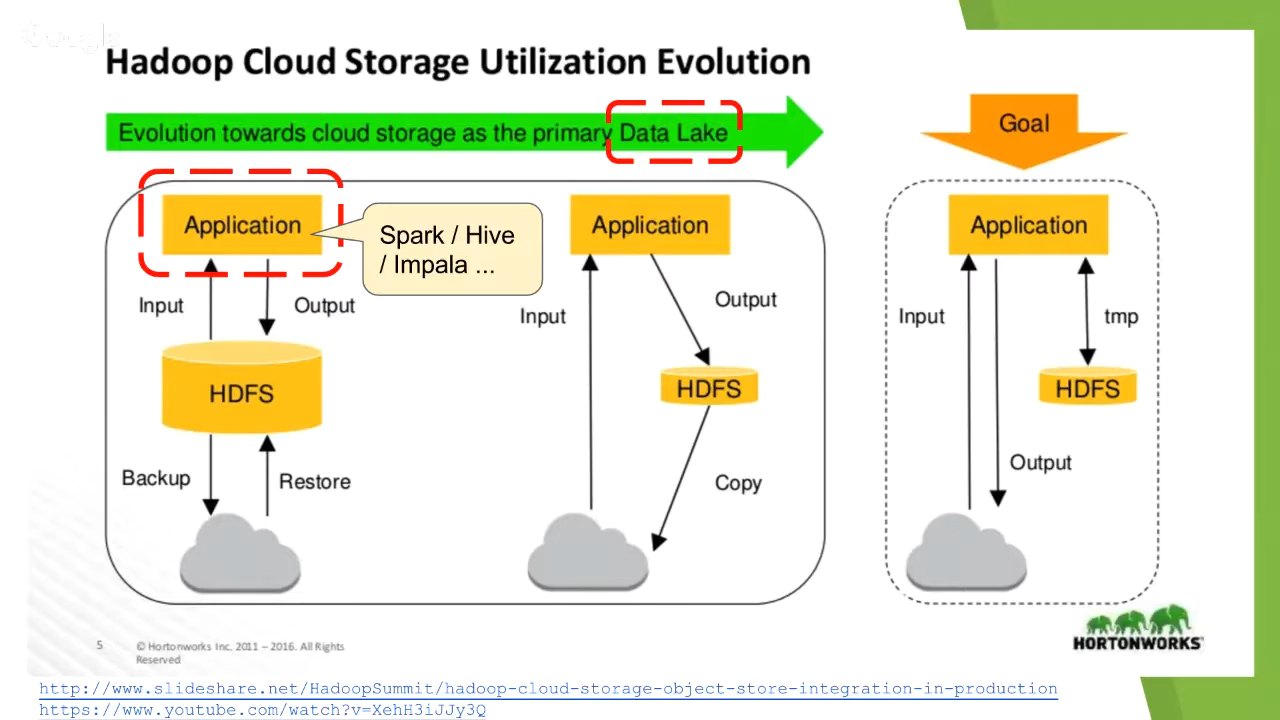 Google
Hadoop Cloud Storage Utilization Evolution
Evolution towards cloud storage as the primary Data Lake
Goal
Application
Spark / Hive
/ Impala ...
Application
Application
Input
Output
Input
Output
Input
tmp
HDFS
HDFS
HDFS
Backup
Restore
Copy
Output
HORTONWORKS
5
© Hortonworks Inc. 2011 – 2016. All Rights
Reserved
http://www.slideshare.net/HadoopSummit/hadoop-cloud-storage-object-store-integration-in-production
https://www.youtube.com/watch?v=XehH3iJJy3Q